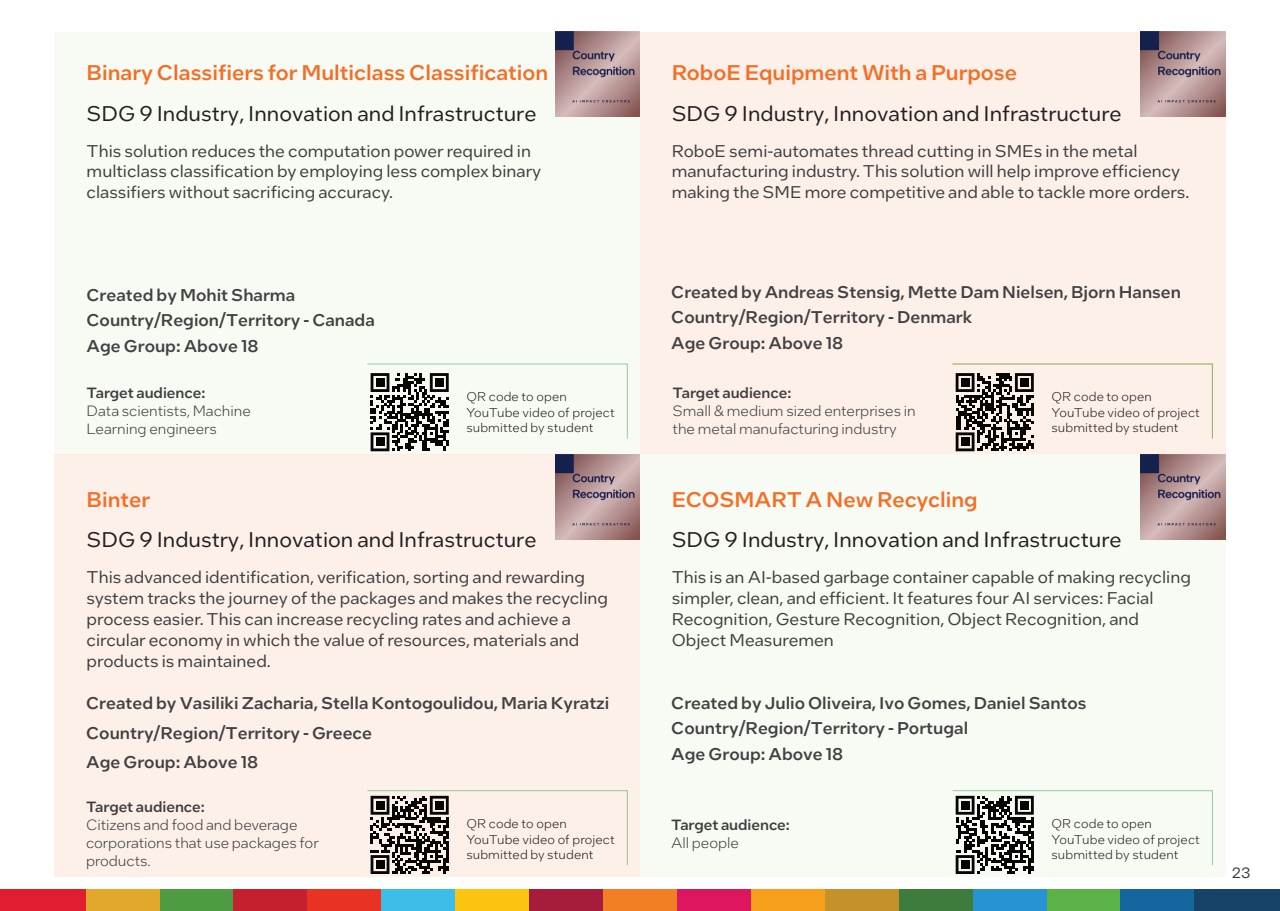 Binary Classifiers for Multiclass Classification
Country
Recognition
AI IMPACT CREATORS
SDG 9 Industry, Innovation and Infrastructure
This solution reduces the computation power required in
multiclass classification by employing less complex binary
classifiers without sacrificing accuracy.
Created by Mohit Sharma
Country/Region/Territory - Canada
Age Group: Above 18
Target audience:
Data scientists, Machine
Learning engineers
QR code to open
YouTube video of project
submitted by student
RoboE Equipment With a Purpose
Country
Recognition
AI IMPACT CREATORS
SDG 9 Industry, Innovation and Infrastructure
RoboE semi-automates thread cutting in SMEs in the metal
manufacturing industry. This solution will help improve efficiency
making the SME more competitive and able to tackle more orders.
Created by Andreas Stensig, Mette Dam Nielsen, Bjorn Hansen
Country/Region/Territory - Denmark
Age Group: Above 18
Target audience:
Small & medium sized enterprises in
the metal manufacturing industry
QR code to open
YouTube video of project
submitted by student
Binter
Country
Recognition
AI IMPACT CREATORS
SDG 9 Industry, Innovation and Infrastructure
This advanced identification, verification, sorting and rewarding
system tracks the journey of the packages and makes the recycling
process easier. This can increase recycling rates and achieve a
circular economy in which the value of resources, materials and
products is maintained.
Created by Vasiliki Zacharia, Stella Kontogoulidou, Maria Kyratzi
Country/Region/Territory - Greece
Age Group: Above 18
Target audience:
Citizens and food and beverage
corporations that use packages for
products.
QR code to open
YouTube video of project
submitted by student
ECOSMART A New Recycling
Country
Recognition
AI IMPACT CREATORS
SDG 9 Industry, Innovation and Infrastructure
This is an AI-based garbage container capable of making recycling
simpler, clean, and efficient. It features four AI services: Facial
Recognition, Gesture Recognition, Object Recognition, and
Object Measuremen
Created by Julio Oliveira, Ivo Gomes, Daniel Santos
Country/Region/Territory - Portugal
Age Group: Above 18
Target audience:
All people
QR code to open
YouTube video of project
submitted by student
23